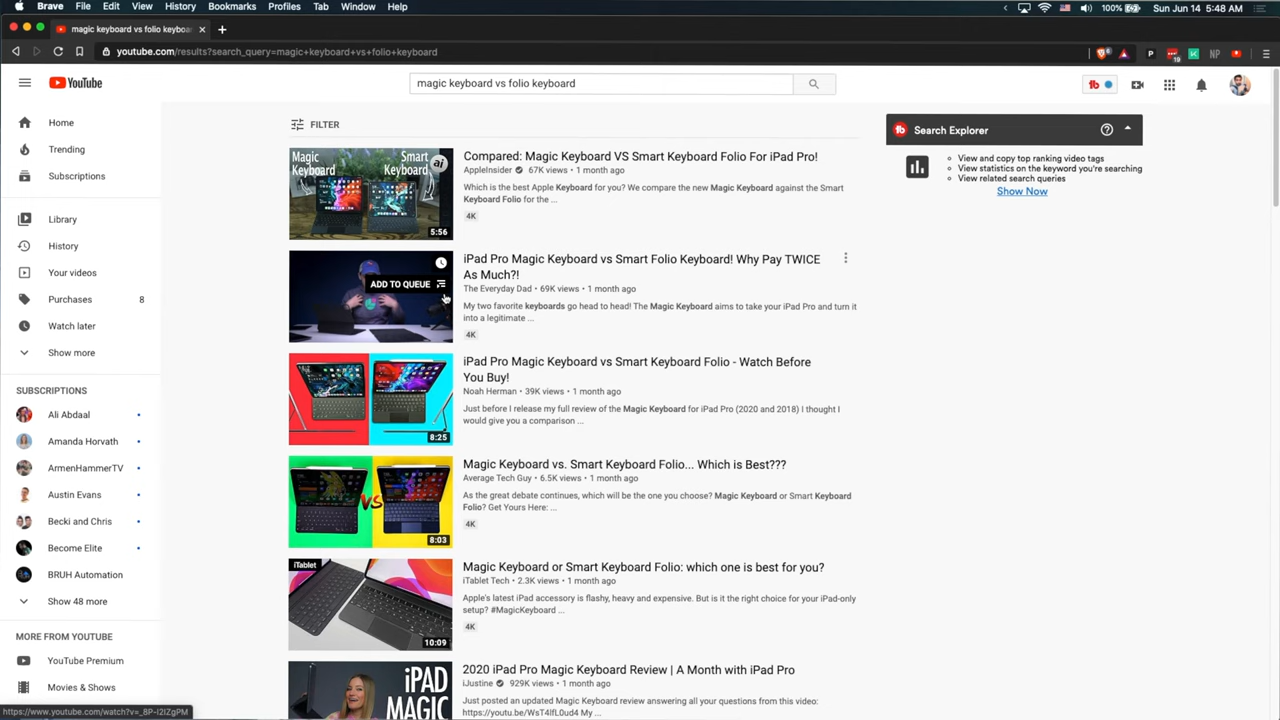 Brave File Edit View History Bookmarks Profiles Tab Window Help
100% Sun Jun 14 5:48 AM
magic keyboard vs folio keyboar
youtube.com/results?search_query=magic+keyboard+vs+folio+keyboard
NP
19
YouTube
magic keyboard vs folio keyboard
tb
Home
Trending
Subscriptions
Library
History
Your videos
Purchases 8
Watch later
Show more
SUBSCRIPTIONS
Ali Abdaal
Amanda Horvath
ArmenHammerTV
Austin Evans
Becki and Chris
Become Elite
BRUH Automation
Show 48 more
MORE FROM YOUTUBE
YouTube Premium
Movies & Shows
https://www.youtube.com/watch?v=_8P-I2IZgPM
FILTER
Magic Keyboard
Smart Keyboard Folio
5:56
Compared: Magic Keyboard VS Smart Keyboard Folio For iPad Pro!
AppleInsider 67K views • 1 month ago
Which is the best Apple Keyboard for you? We compare the new Magic Keyboard against the Smart
Keyboard Folio for the ...
4K
ADD TO QUEUE
iPad Pro Magic Keyboard vs Smart Folio Keyboard! Why Pay TWICE
As Much?!
The Everyday Dad • 69K views • 1 month ago
My two favorite keyboards go head to head! The Magic Keyboard aims to take your iPad Pro and turn it
into a legitimate ...
4K
8:25
iPad Pro Magic Keyboard vs Smart Keyboard Folio - Watch Before
You Buy!
Noah Herman • 39K views • 1 month ago
Just before I release my full review of the Magic Keyboard for iPad Pro (2020 and 2018) I thought I
would give you a comparison ...
VS
8:03
Magic Keyboard vs. Smart Keyboard Folio... Which is Best???
Average Tech Guy • 6.5K views • 1 month ago
As the great debate continues, which will be the one you choose? Magic Keyboard or Smart Keyboard
Folio? Get Yours Here: ...
4K
iTablet
10:09
Magic Keyboard or Smart Keyboard Folio: which one is best for you?
iTablet Tech • 2.3K views • 1 month ago
Apple's latest iPad accessory is flashy, heavy and expensive. But is it the right choice for your iPad-only
setup? #MagicKeyboard ...
4K
iPAD
MAGIC
2020 iPad Pro Magic Keyboard Review | A Month with iPad Pro
iJustine 929K views • 1 month ago
Just posted an updated Magic Keyboard review answering all your questions from this video.
https://youtu.be/WsT4lfL0ud4 My ...
tb Search Explorer
View and copy top ranking video tags
View statistics on the keyword you're searching
View related search queries
Show Now